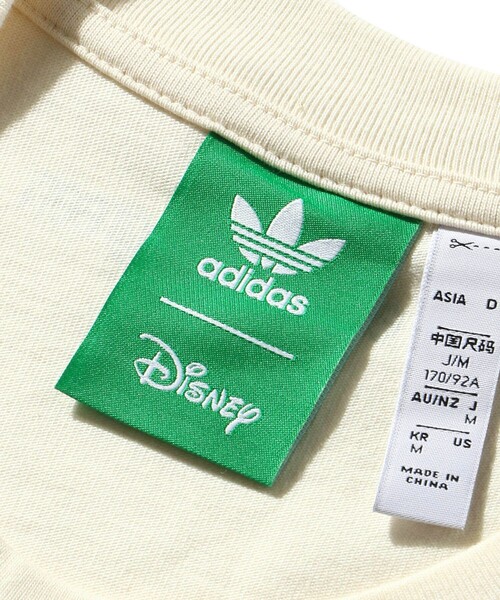 adidas
Disney
ASIA D
中国尺码
J/M
170/92A
AU/NZ J
M
KR US
M
MADE IN
CHINA